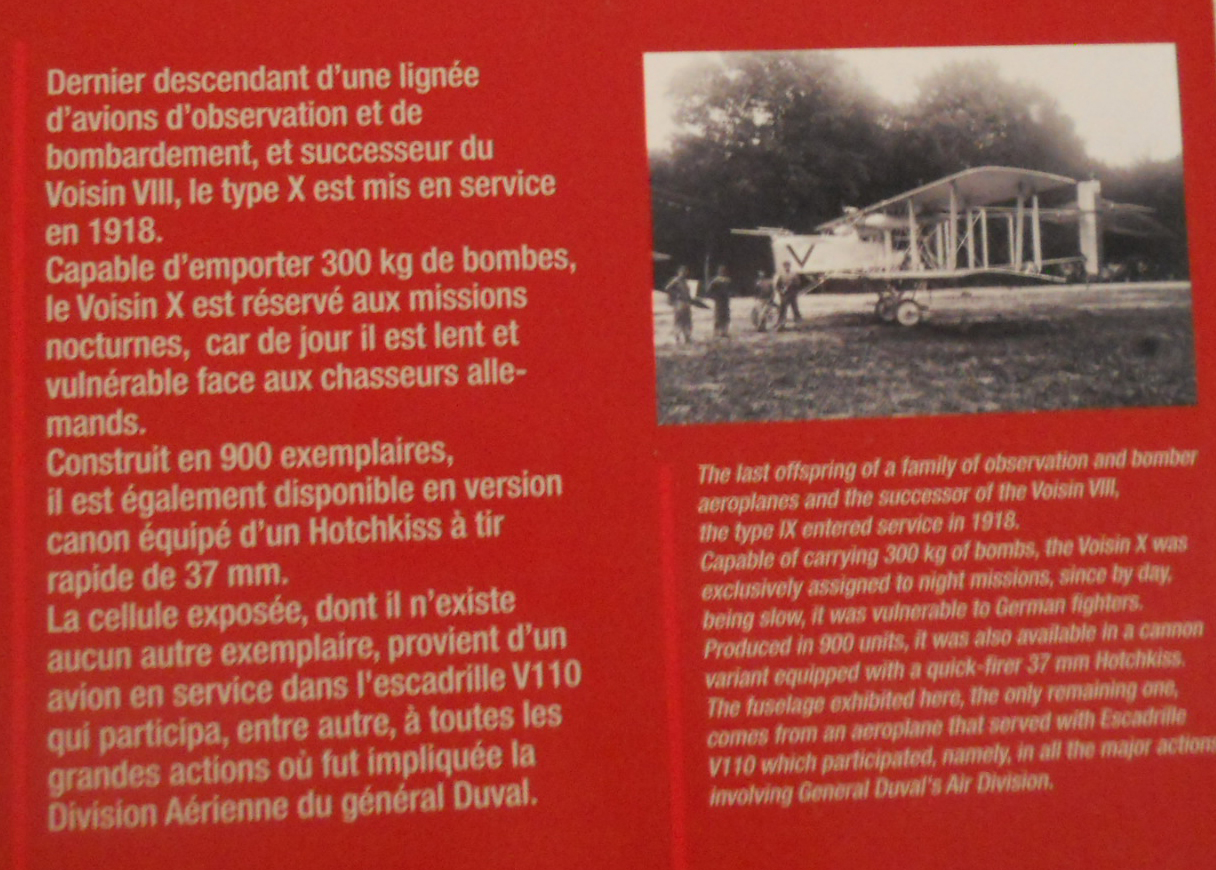 Dernier descendant d'une lignée
d'avions d'observation et de
bombardement, et successeur du
Voisin VIII, le type X est mis en service
en 1918.
Capable d'emporter 300 kg de bombes,
le Voisin X est réservé aux missions
nocturnes, car de jour il est lent et
vulnérable face aux chasseurs alle-
mands.
Construit en 900 exemplaires,
il est également disponible en version
canon équipé d'un Hotchkiss à tir
rapide de 37 mm.
La cellule exposée, dont il n'existe
aucun autre exemplaire, provient d'un
avion en service dans l'escadrille V110
qui participa, entre autre, à toutes les
grandes actions où fut impliquée la
Division Aérienne du général Duval.
V
The last offspring of a family of observation and bomber
aeroplanes and the successor of the Voisin VIII,
the type IX entered service in 1918.
Capable of carrying 300 kg of bombs, the Voisin X was
exclusively assigned to night missions, since by day,
being slow, it was vulnerable to German fighters.
Produced in 900 units, it was also available in a cannon
variant equipped with a quick-firer 37 mm Hotchkiss.
The fuselage exhibited here, the only remaining one,
comes from an aeroplane that served with Escadrille
V110 which participated, namely, in all the major actions
involving General Duval's Air Division.